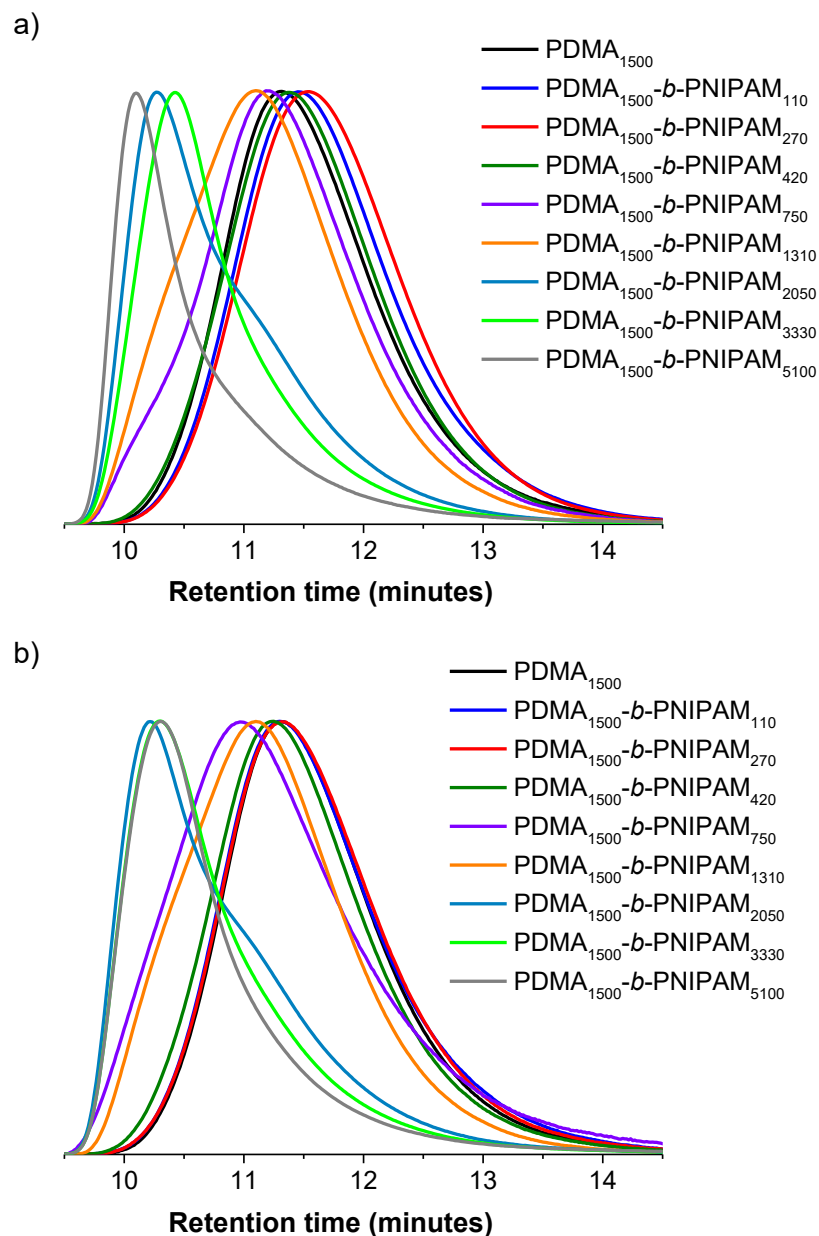 a)
PDMA₁₅₀₀
PDMA₁₅₀₀-b-PNIPAM₁₁₀
PDMA₁₅₀₀-b-PNIPAM₂₇₀
PDMA₁₅₀₀-b-PNIPAM₄₂₀
PDMA₁₅₀₀-b-PNIPAM₇₅₀
PDMA₁₅₀₀-b-PNIPAM₁₃₁₀
PDMA₁₅₀₀-b-PNIPAM₂₀₅₀
PDMA₁₅₀₀-b-PNIPAM₃₃₃₀
PDMA₁₅₀₀-b-PNIPAM₅₁₀₀
10 11 12 13 14
Retention time (minutes)
b)
PDMA₁₅₀₀
PDMA₁₅₀₀-b-PNIPAM₁₁₀
PDMA₁₅₀₀-b-PNIPAM₂₇₀
PDMA₁₅₀₀-b-PNIPAM₄₂₀
PDMA₁₅₀₀-b-PNIPAM₇₅₀
PDMA₁₅₀₀-b-PNIPAM₁₃₁₀
PDMA₁₅₀₀-b-PNIPAM₂₀₅₀
PDMA₁₅₀₀-b-PNIPAM₃₃₃₀
PDMA₁₅₀₀-b-PNIPAM₅₁₀₀
10 11 12 13 14
Retention time (minutes)